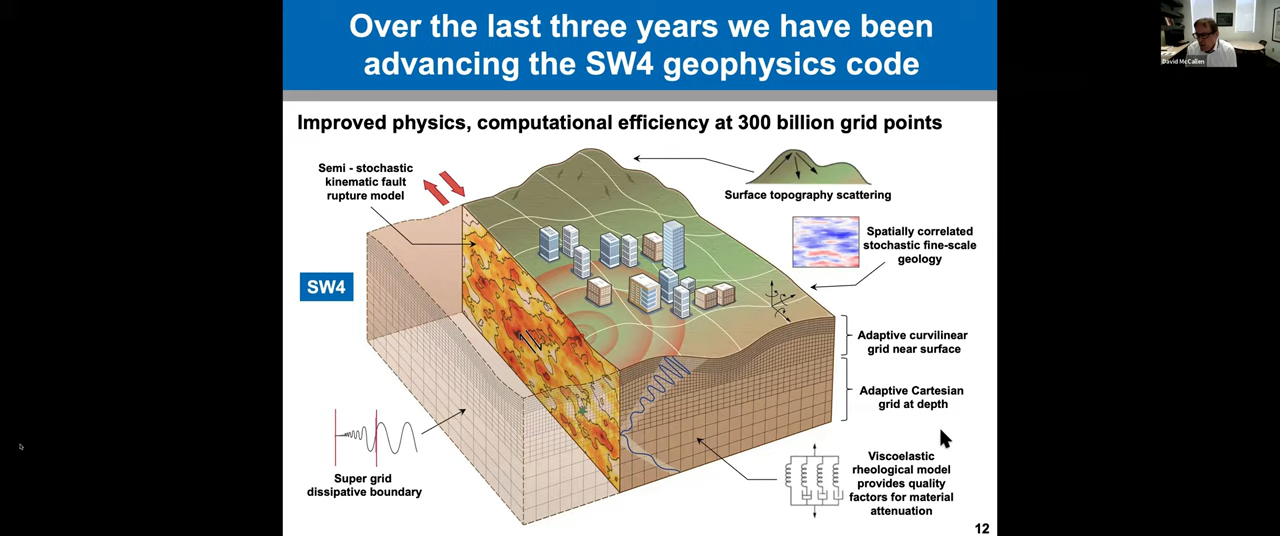 Over the last three years we have been
advancing the SW4 geophysics code
David McCallen
Improved physics, computational efficiency at 300 billion grid points
Semi - stochastic
kinematic fault
rupture model
Surface topography scattering
Spatially correlated
stochastic fine-scale
geology
SW4
Adaptive curvilinear
grid near surface
Adaptive Cartesian
grid at depth
Super grid
dissipative boundary
Viscoelastic
rheological model
provides quality
factors for material
attenuation
12